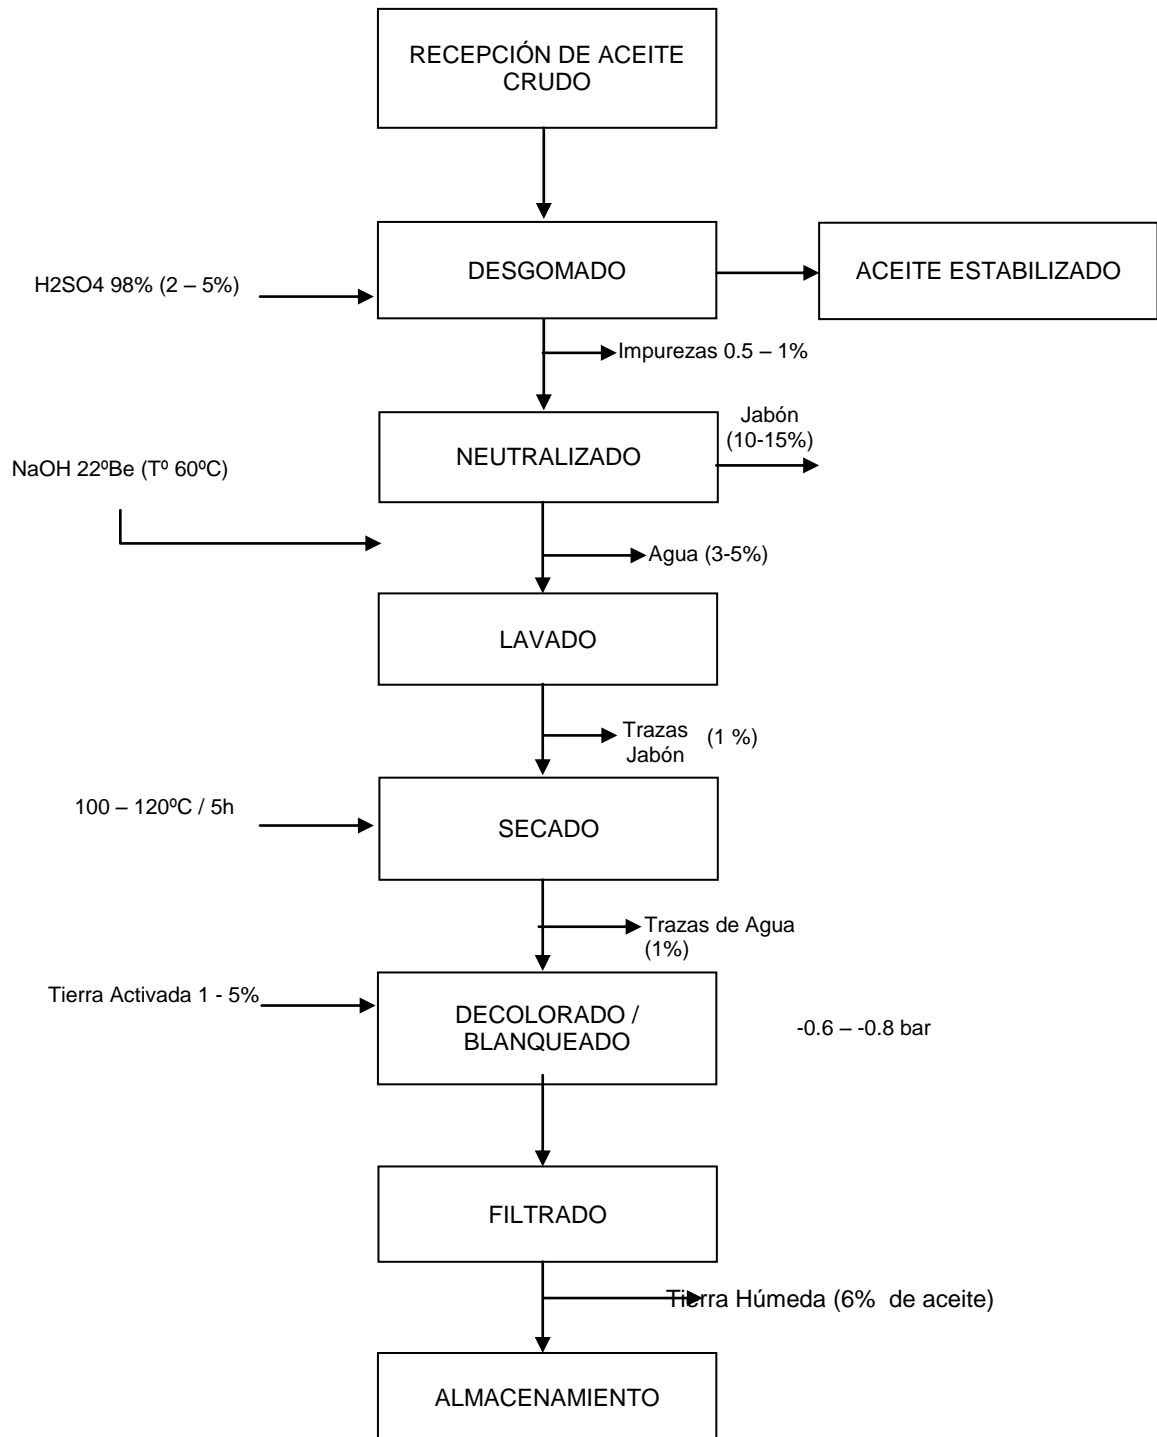 RECEPCIÓN DE ACEITE
CRUDO
DESGOMADO
ACEITE ESTABILIZADO
H2SO4 98% (2 – 5%)
Impurezas 0.5 – 1%
Jabón
(10-15%)
NEUTRALIZADO
NaOH 22ºBe (Tº 60ºC)
Agua (3-5%)
LAVADO
Trazas (1 %)
Jabón
100 – 120ºC / 5h
SECADO
Trazas de Agua
(1%)
Tierra Activada 1 - 5%
DECOLORADO /
BLANQUEADO
-0.6 – -0.8 bar
FILTRADO
Tierra Húmeda (6% de aceite)
ALMACENAMIENTO